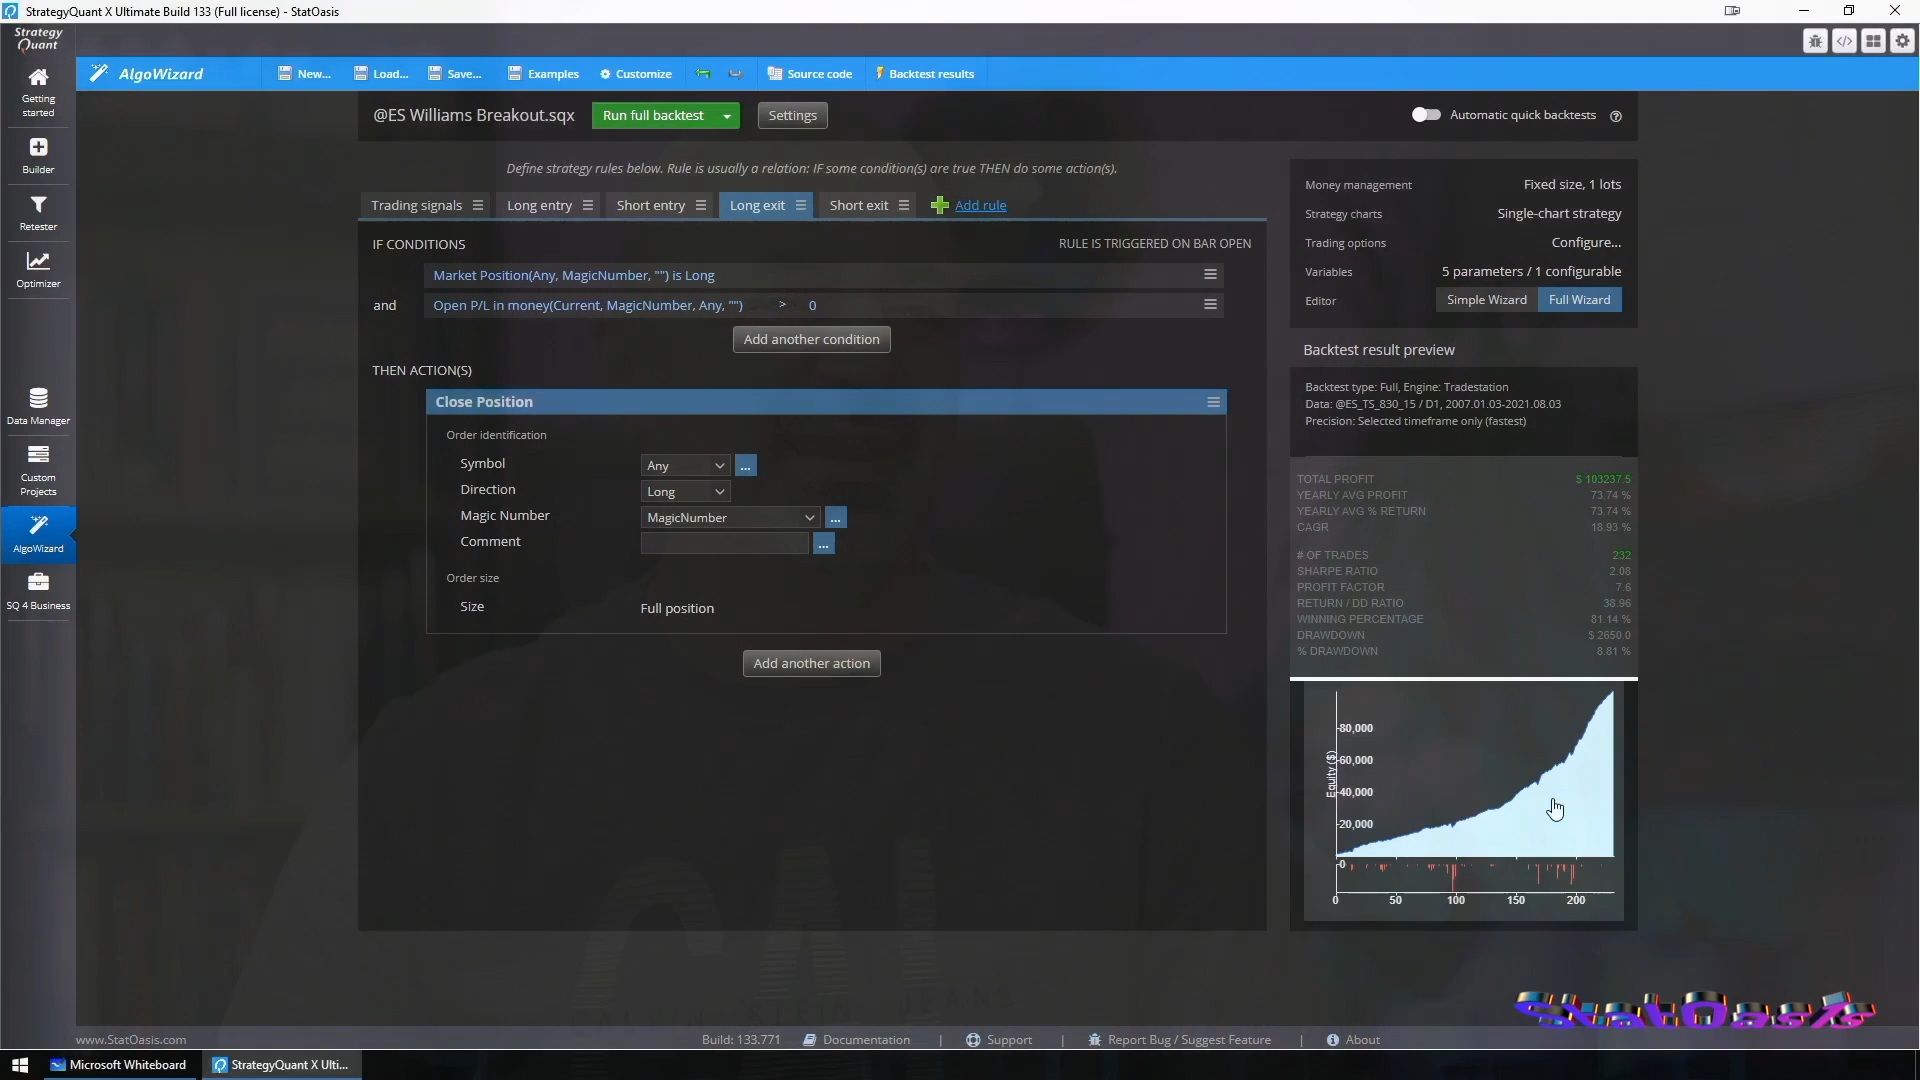 StrategyQuant X Ultimate Build 133 (Full license) - StatOasis
Strategy
Quant
AlgoWizard
New...
Load...
Save...
Examples
Customize
Source code
Backtest results
Getting
started
Builder
Retester
Optimizer
Data Manager
Custom
Projects
AlgoWizard
SQ 4 Business
@ES Williams Breakout.sqx
Run full backtest
Settings
Automatic quick backtests
Define strategy rules below. Rule is usually a relation: IF some condition(s) are true THEN do some action(s).
Trading signals
Long entry
Short entry
Long exit
Short exit
Add rule
IF CONDITIONS
RULE IS TRIGGERED ON BAR OPEN
Market Position(Any, MagicNumber, "") is Long
and Open P/L in money(Current, MagicNumber, Any, "") > 0
Add another condition
THEN ACTION(S)
Close Position
Order identification
Symbol Any ...
Direction Long
Magic Number MagicNumber ...
Comment ...
Order size
Size Full position
Add another action
Money management Fixed size, 1 lots
Strategy charts Single-chart strategy
Trading options Configure...
Variables 5 parameters / 1 configurable
Editor Simple Wizard Full Wizard
Backtest result preview
Backtest type: Full, Engine: Tradestation
Data: @ES_TS_830_15 / D1, 2007.01.03-2021.08.03
Precision: Selected timeframe only (fastest)
TOTAL PROFIT $ 103237.5
YEARLY AVG PROFIT 73.74 %
YEARLY AVG % RETURN 73.74 %
CAGR 18.93 %
# OF TRADES 232
SHARPE RATIO 2.08
PROFIT FACTOR 7.6
RETURN / DD RATIO 38.96
WINNING PERCENTAGE 81.14 %
DRAWDOWN $ 2650.0
% DRAWDOWN 8.81 %
Equity ($)
80,000
60,000
40,000
20,000
0
0 50 100 150 200
StatOasis
www.StatOasis.com
Build: 133.771
Documentation
|
Support
|
Report Bug / Suggest Feature
|
About
Microsoft Whiteboard
StrategyQuant X Ulti...